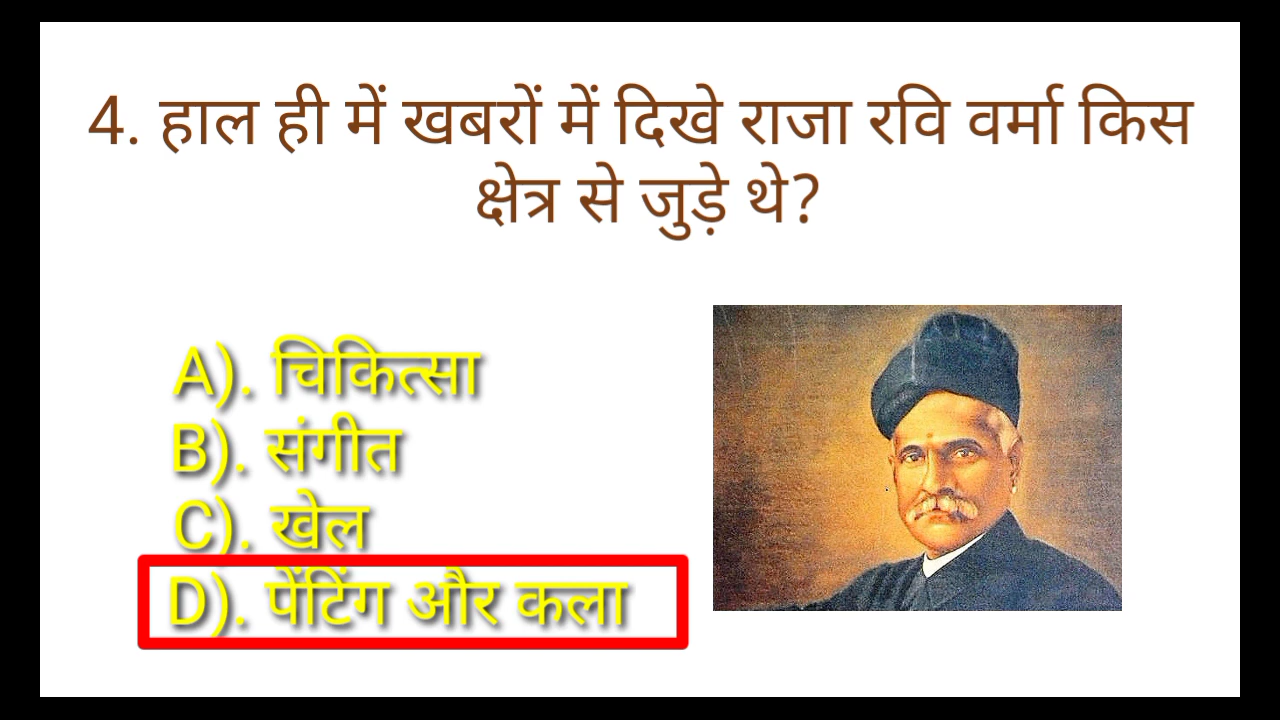 4. हाल ही में खबरों में दिखे राजा रवि वर्मा किस
क्षेत्र से जुड़े थे?
A). चिकित्सा
B). संगीत
C). खेल
D). पेंटिंग और कला